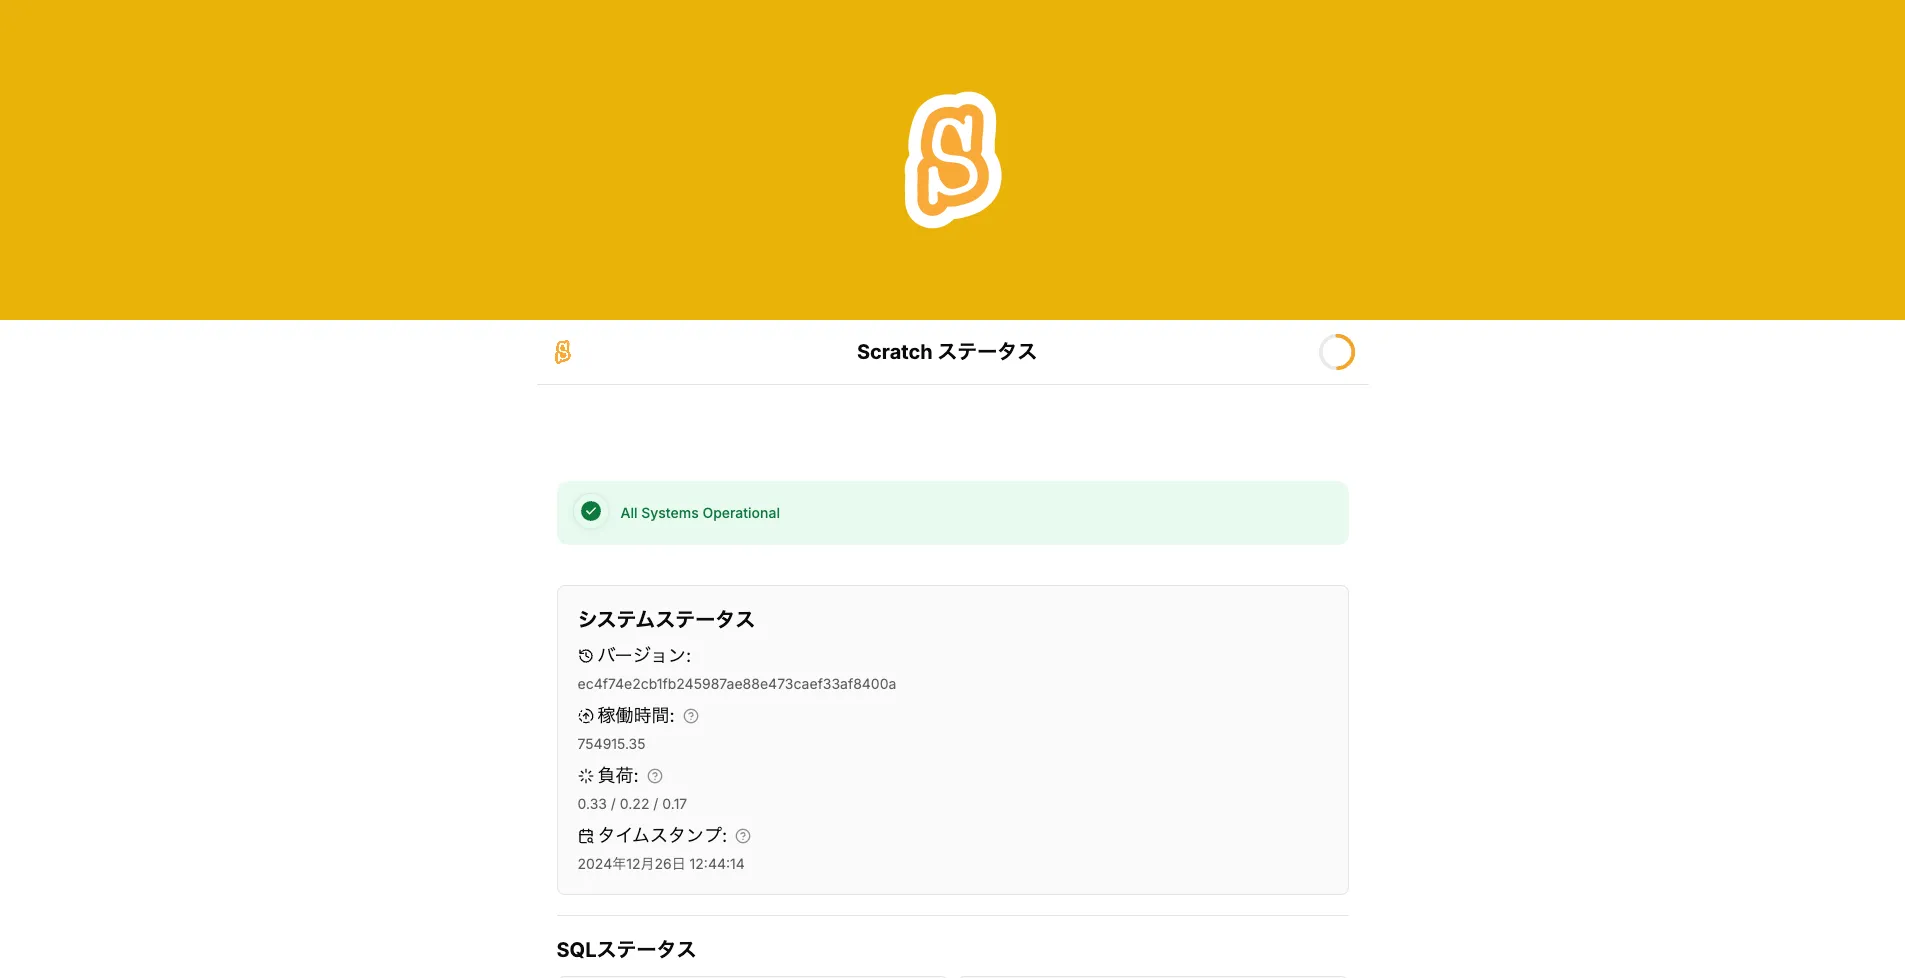 S
S
Scratch ステータス
All Systems Operational
システムステータス
バージョン:
ec4f74e2cb1fb245987ae88e473caef33af8400a
稼働時間:
754915.35
負荷:
0.33 / 0.22 / 0.17
タイムスタンプ:
2024年12月26日 12:44:14
SQLステータス